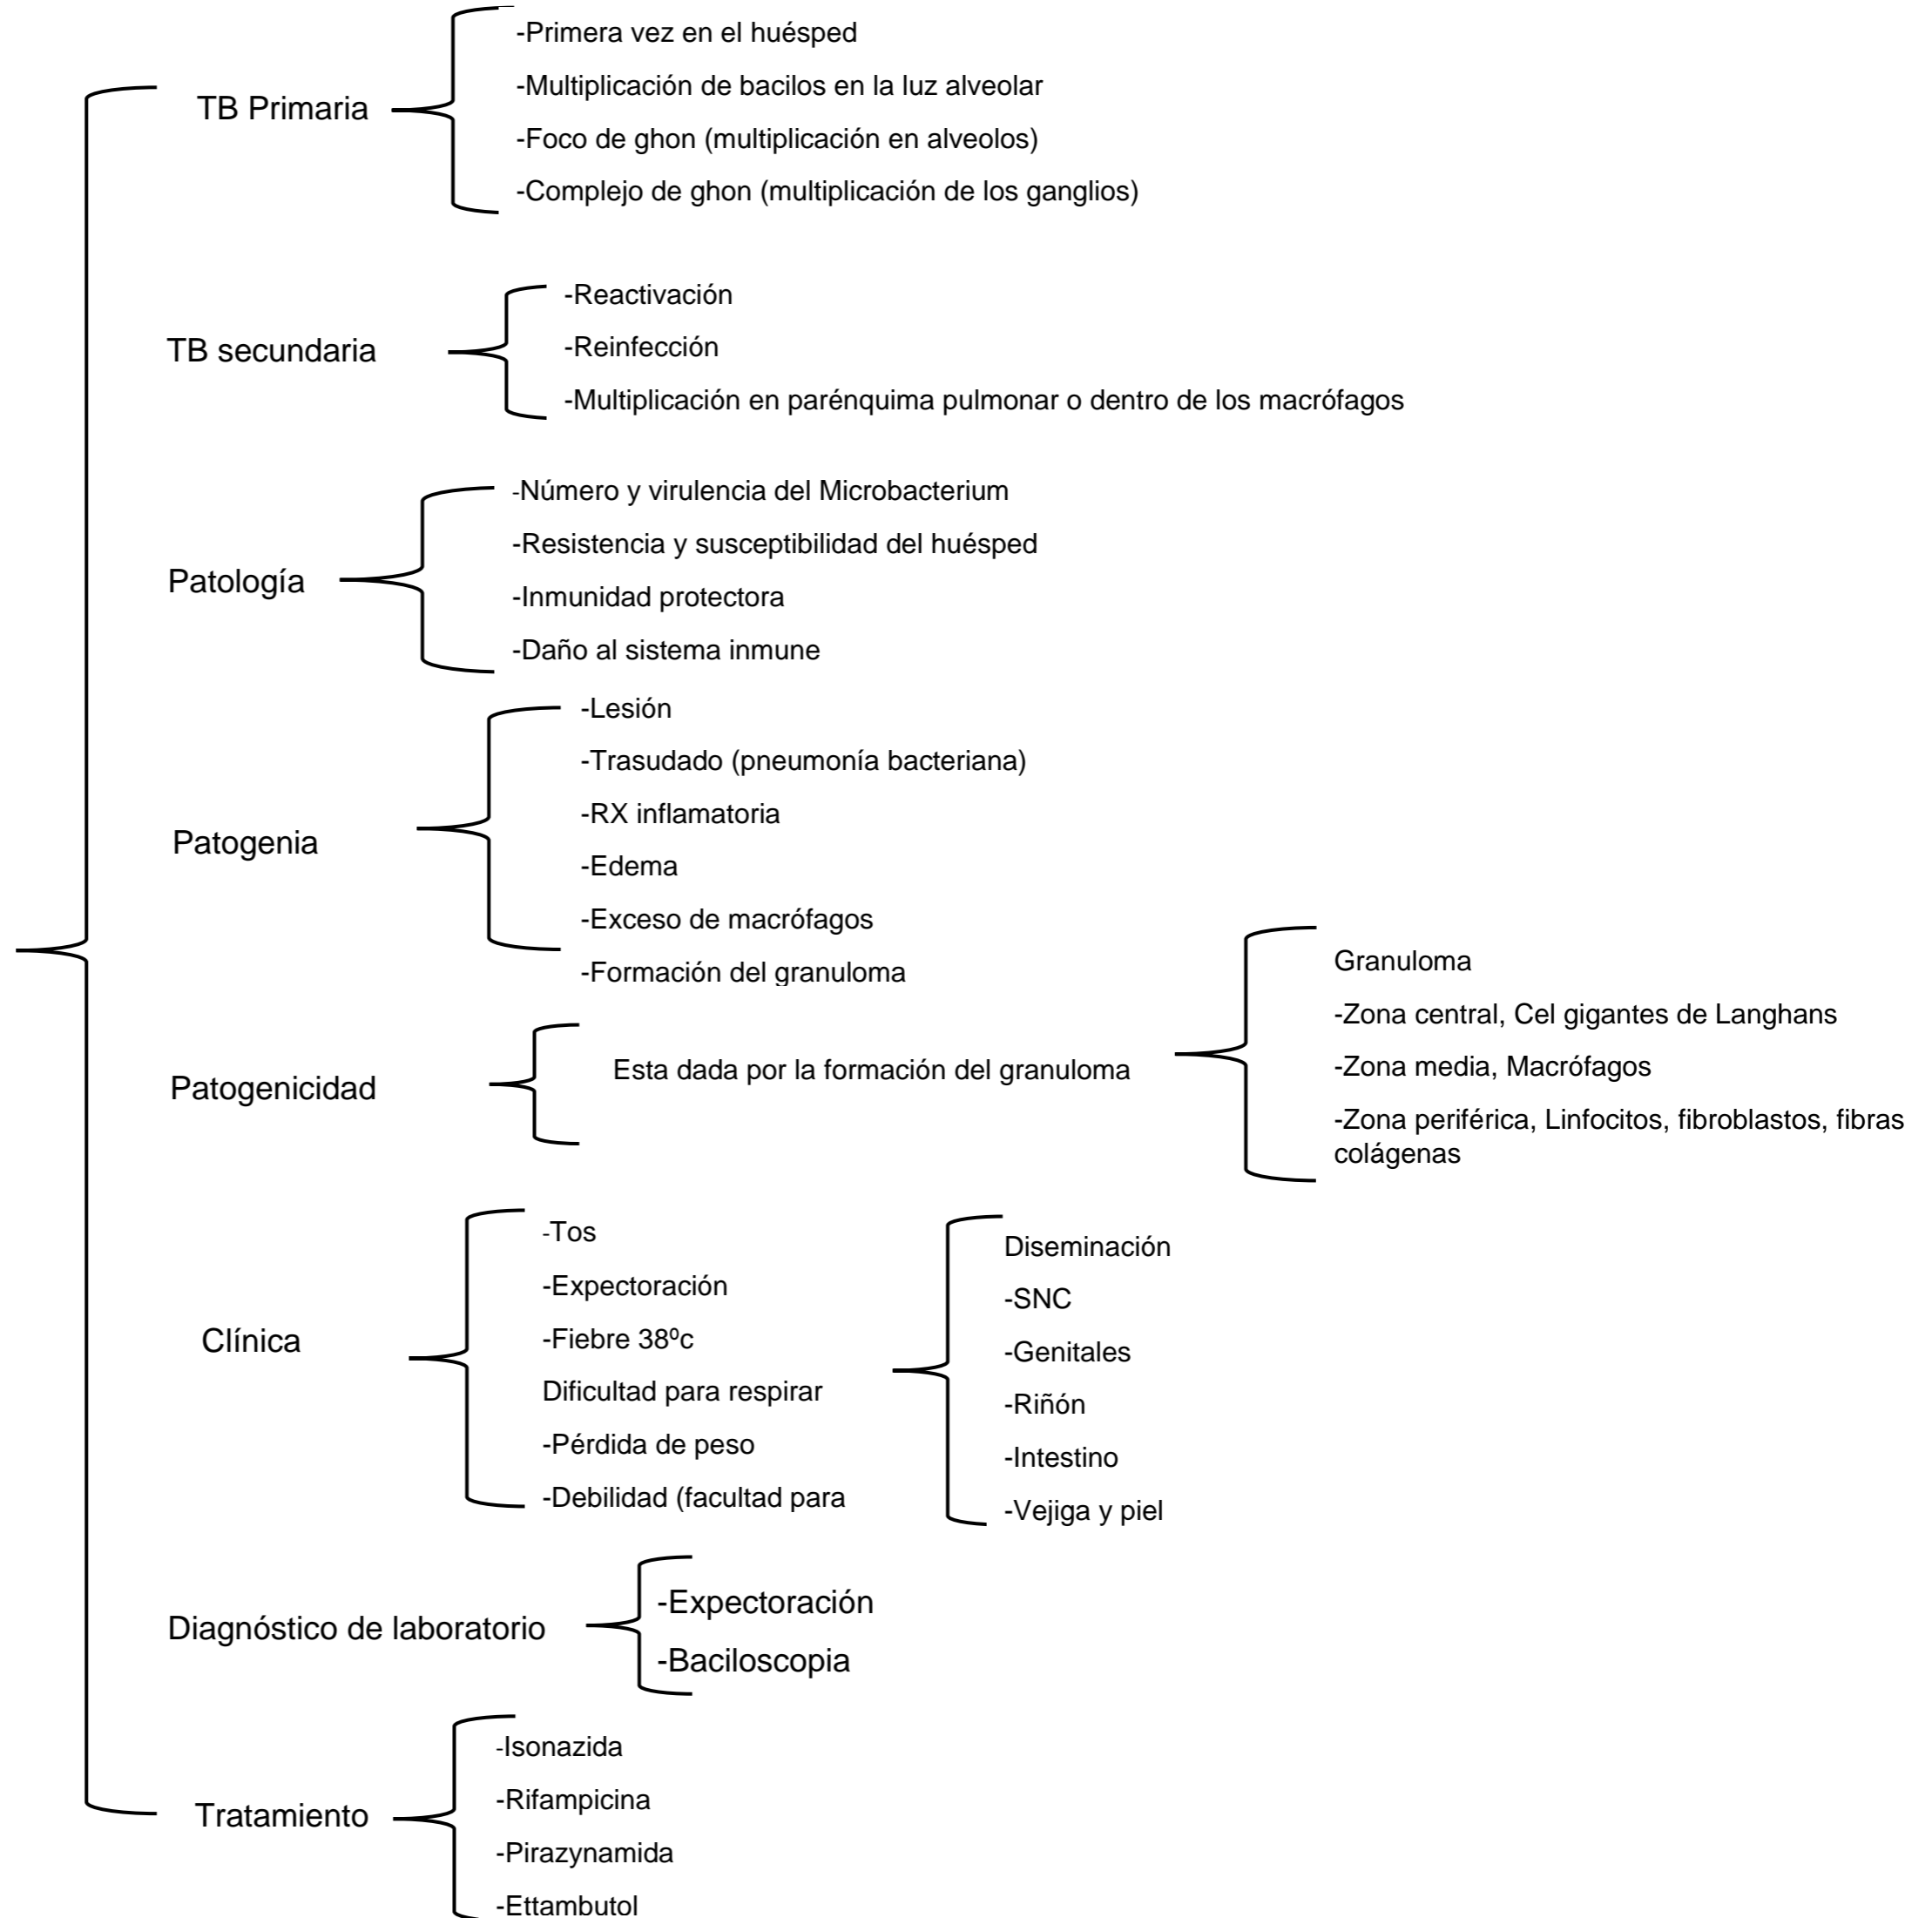 TB Primaria
-Primera vez en el huésped
-Multiplicación de bacilos en la luz alveolar
-Foco de ghon (multiplicación en alveolos)
-Complejo de ghon (multiplicación de los ganglios)
TB secundaria
-Reactivación
-Reinfección
-Multiplicación en parénquima pulmonar o dentro de los macrófagos
Patología
-Número y virulencia del Microbacterium
-Resistencia y susceptibilidad del huésped
-Inmunidad protectora
-Daño al sistema inmune
Patogenia
-Lesión
-Trasudado (pneumonía bacteriana)
-RX inflamatoria
-Edema
-Exceso de macrófagos
-Formación del granuloma
Patogenicidad
Esta dada por la formación del granuloma
Granuloma
-Zona central, Cel gigantes de Langhans
-Zona media, Macrófagos
-Zona periférica, Linfocitos, fibroblastos, fibras
colágenas
Clínica
-Tos
-Expectoración
-Fiebre 38ºc
Dificultad para respirar
-Pérdida de peso
-Debilidad (facultad para
Diseminación
-SNC
-Genitales
-Riñón
-Intestino
-Vejiga y piel
Diagnóstico de laboratorio
-Expectoración
-Baciloscopia
Tratamiento
-Isonazida
-Rifampicina
-Pirazynamida
-Ettambutol